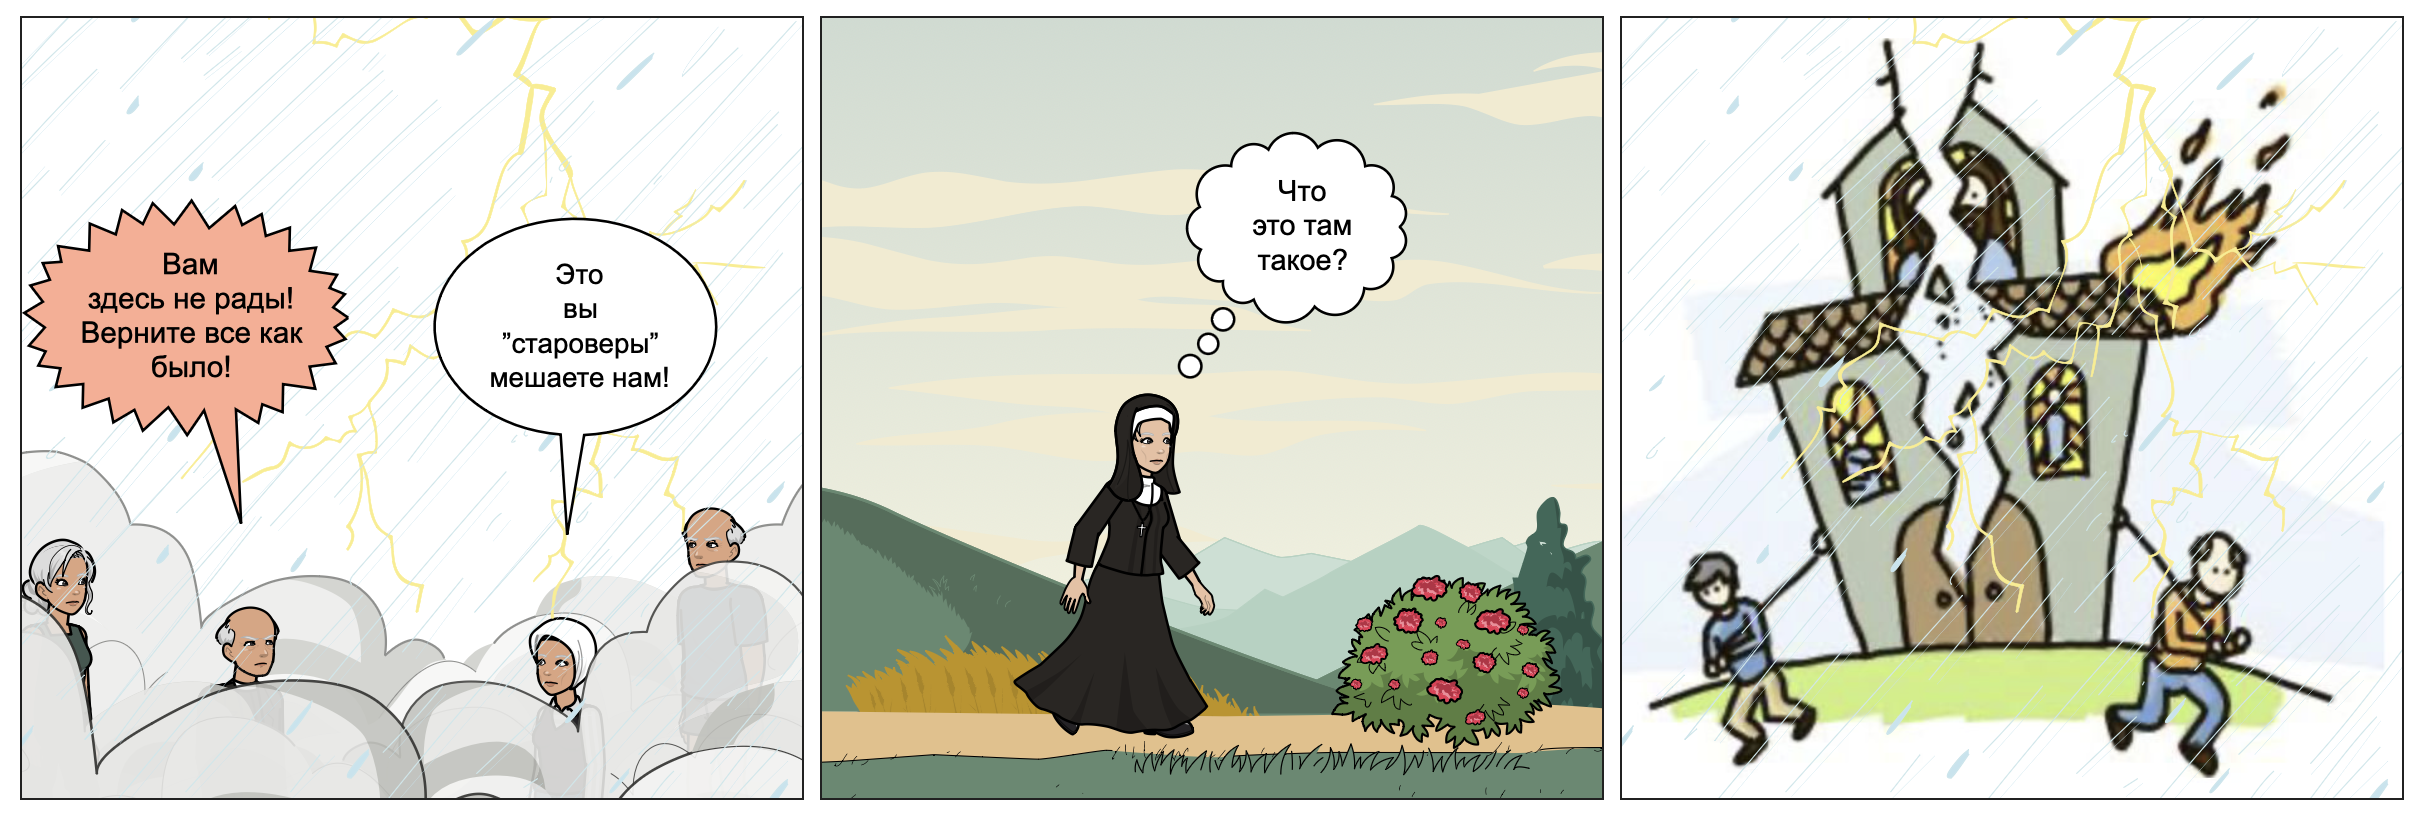 Вам
здесь не рады!
Верните все как
было!
Это
вы
”староверы”
мешаете нам!
Что
это там
такое?